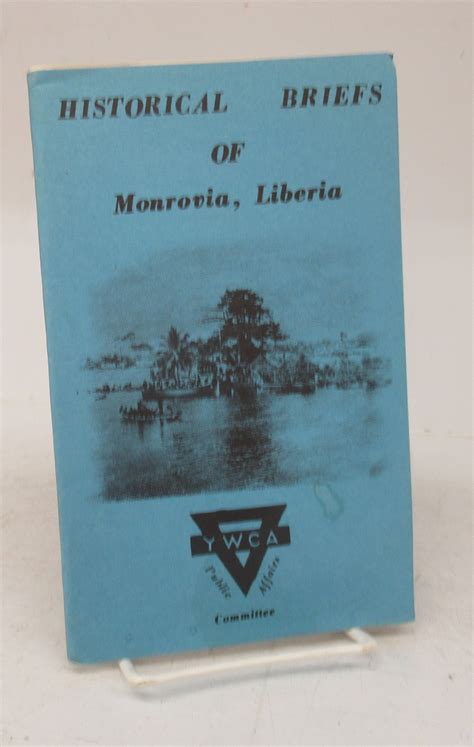 HISTORICAL BRIEFS
OF
Monrovia, Liberia
YWCA
Public Affairs
Committee